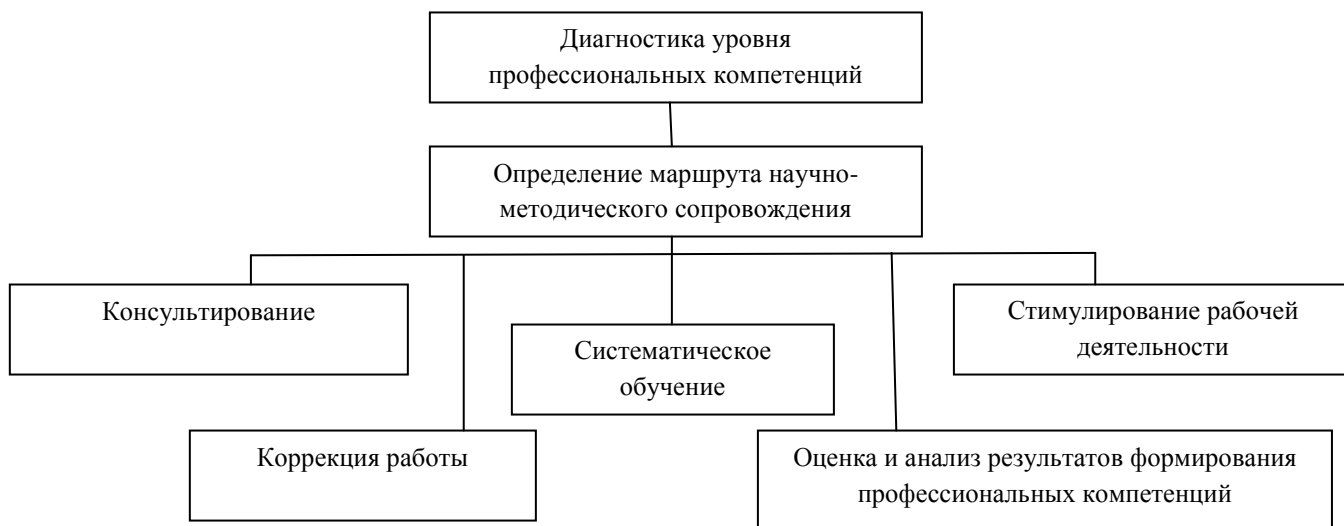 Диагностика уровня
профессиональных компетенций
Определение маршрута научно-
методического сопровождения
Консультирование
Систематическое
обучение
Стимулирование рабочей
деятельности
Коррекция работы
Оценка и анализ результатов формирования
профессиональных компетенций